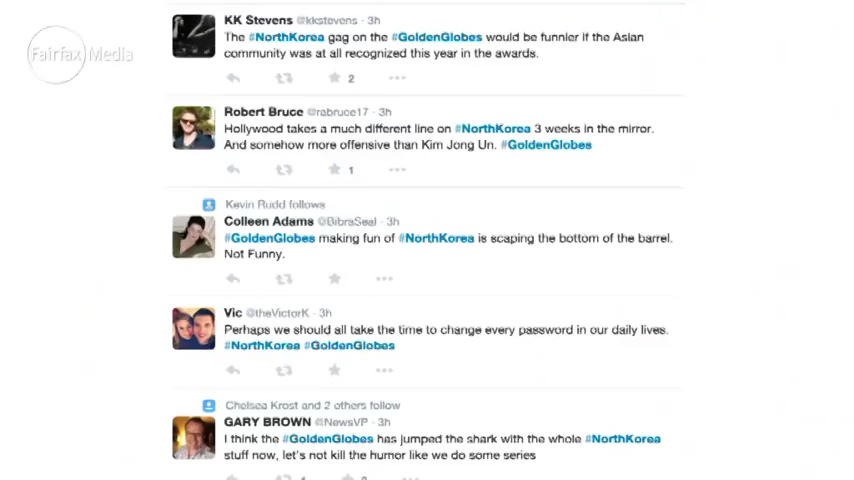 KK Stevens @kkstevens · 3h
The #NorthKorea gag on the #GoldenGlobes would be funnier if the Asian
community was at all recognized this year in the awards.
2
Fairfax Media
Robert Bruce @rabruce17 · 3h
Hollywood takes a much different line on #NorthKorea 3 weeks in the mirror.
And somehow more offensive than Kim Jong Un. #GoldenGlobes
1
Kevin Rudd follows
Colleen Adams @BibraSeal · 3h
#GoldenGlobes making fun of #NorthKorea is scaping the bottom of the barrel.
Not Funny.
Vic @theVictorK · 3h
Perhaps we should all take the time to change every password in our daily lives.
#NorthKorea #GoldenGlobes
Chelsea Krost and 2 others follow
GARY BROWN @NewsVP · 3h
I think the #GoldenGlobes has jumped the shark with the whole #NorthKorea
stuff now, let's not kill the humor like we do some series